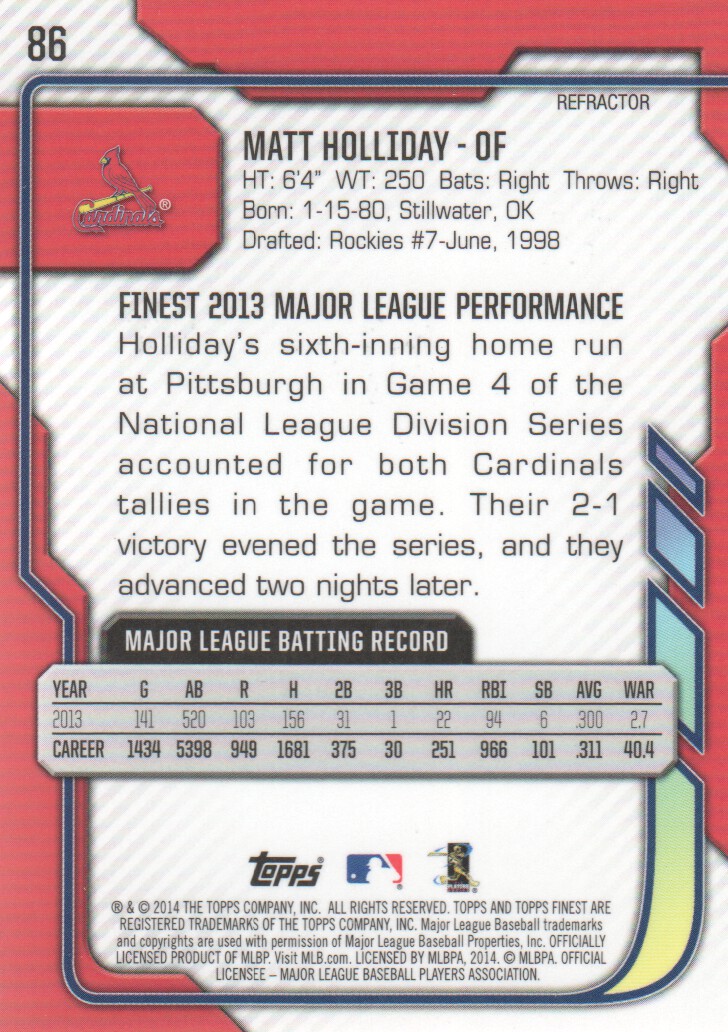 86
REFRACTOR
Cardinals®
MATT HOLLIDAY - OF
HT: 6'4" WT: 250 Bats: Right Throws: Right
Born: 1-15-80, Stillwater, OK
Drafted: Rockies #7-June, 1998
FINEST 2013 MAJOR LEAGUE PERFORMANCE
Holliday's sixth-inning home run
at Pittsburgh in Game 4 of the
National League Division Series
accounted for both Cardinals
tallies in the game. Their 2-1
victory evened the series, and they
advanced two nights later.
MAJOR LEAGUE BATTING RECORD
YEAR G AB R H 2B 3B HR RBI SB AVG WAR
2013 141 520 103 156 31 1 22 94 6 .300 2.7
CAREER 1434 5398 949 1681 375 30 251 966 101 .311 40.4
Topps®
® & © 2014 THE TOPPS COMPANY, INC. ALL RIGHTS RESERVED. TOPPS AND TOPPS FINEST ARE
REGISTERED TRADEMARKS OF THE TOPPS COMPANY, INC. Major League Baseball trademarks
and copyrights are used with permission of Major League Baseball Properties, Inc. OFFICIALLY
LICENSED PRODUCT OF MLBP. Visit MLB.com. LICENSED BY MLBPA, 2014. © MLBPA. OFFICIAL
LICENSEE – MAJOR LEAGUE BASEBALL PLAYERS ASSOCIATION.